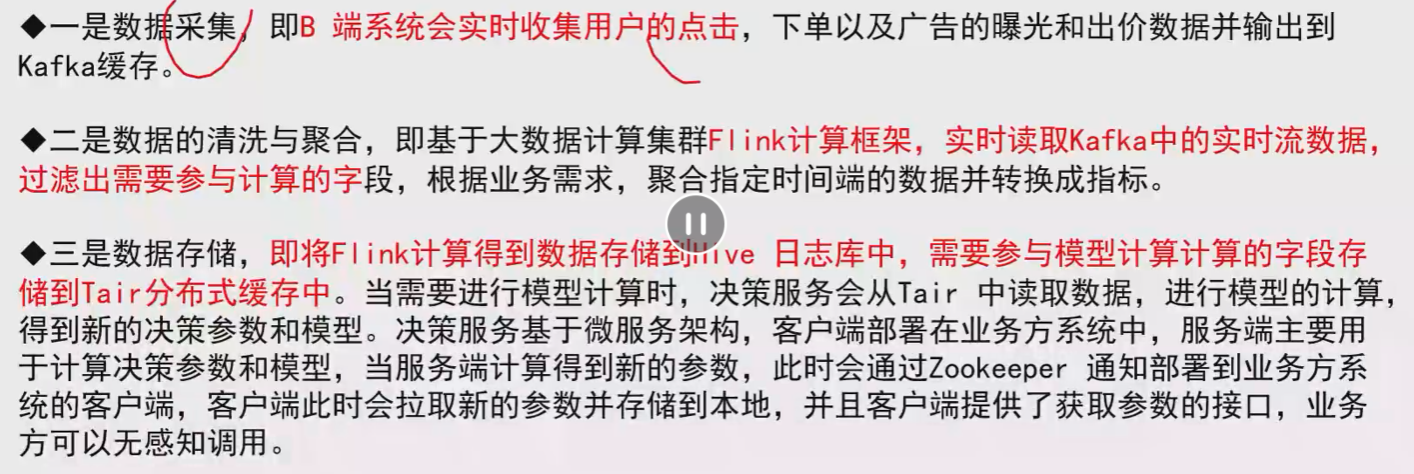 ◆一是数据采集，即B 端系统会实时收集用户的点击，下单以及广告的曝光和出价数据并输出到
Kafka缓存。
◆二是数据的清洗与聚合，即基于大数据计算集群Flink计算框架，实时读取Kafka中的实时流数据，
过滤出需要参与计算的字段，根据业务需求，聚合指定时间端的数据并转换成指标。
◆三是数据存储，即将Flink计算得到数据存储到Hive 日志库中，需要参与模型计算计算的字段存
储到Tair分布式缓存中。当需要进行模型计算时，决策服务会从Tair 中读取数据，进行模型的计算，
得到新的决策参数和模型。决策服务基于微服务架构，客户端部署在业务方系统中，服务端主要用
于计算决策参数和模型，当服务端计算得到新的参数，此时会通过Zookeeper 通知部署到业务方系
统的客户端，客户端此时会拉取新的参数并存储到本地，并且客户端提供了获取参数的接口，业务
方可以无感知调用。